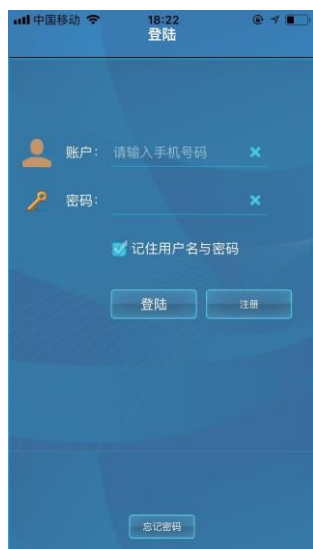 中国移动 18:22
登陆
账户: 请输入手机号码
密码:
记住用户名与密码
登陆 注册
忘记密码